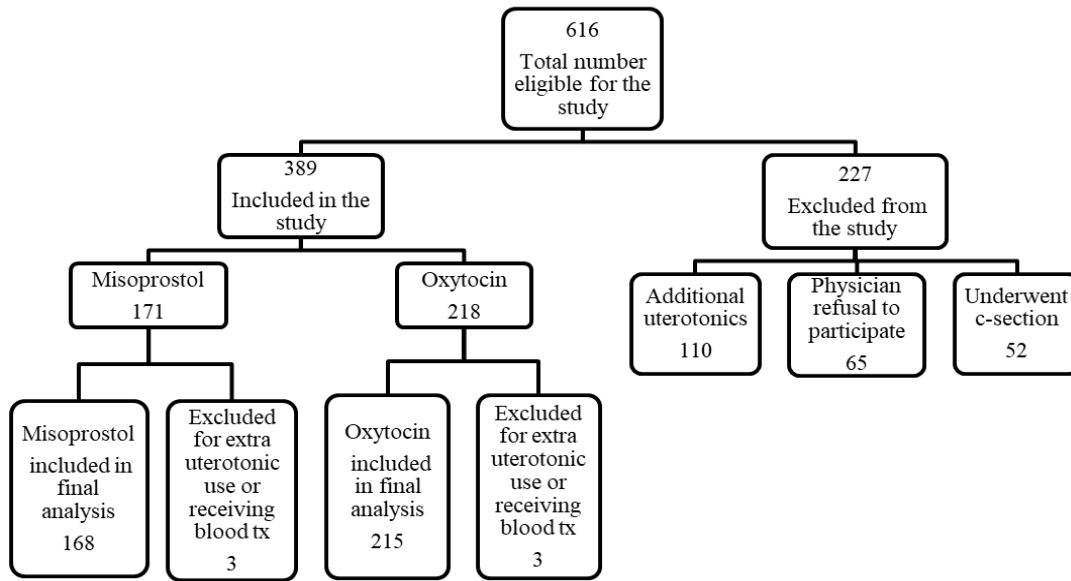 616
Total number
eligible for the
study
389
Included in the
study
227
Excluded from
the study
Misoprostol
171
Oxytocin
218
Additional
uterotonics
110
Physician
refusal to
participate
65
Underwent
c-section
52
Misoprostol
included in
final
analysis
168
Excluded
for extra
uterotonic
use or
receiving
blood tx
3
Oxytocin
included in
final
analysis
215
Excluded
for extra
uterotonic
use or
receiving
blood tx
3